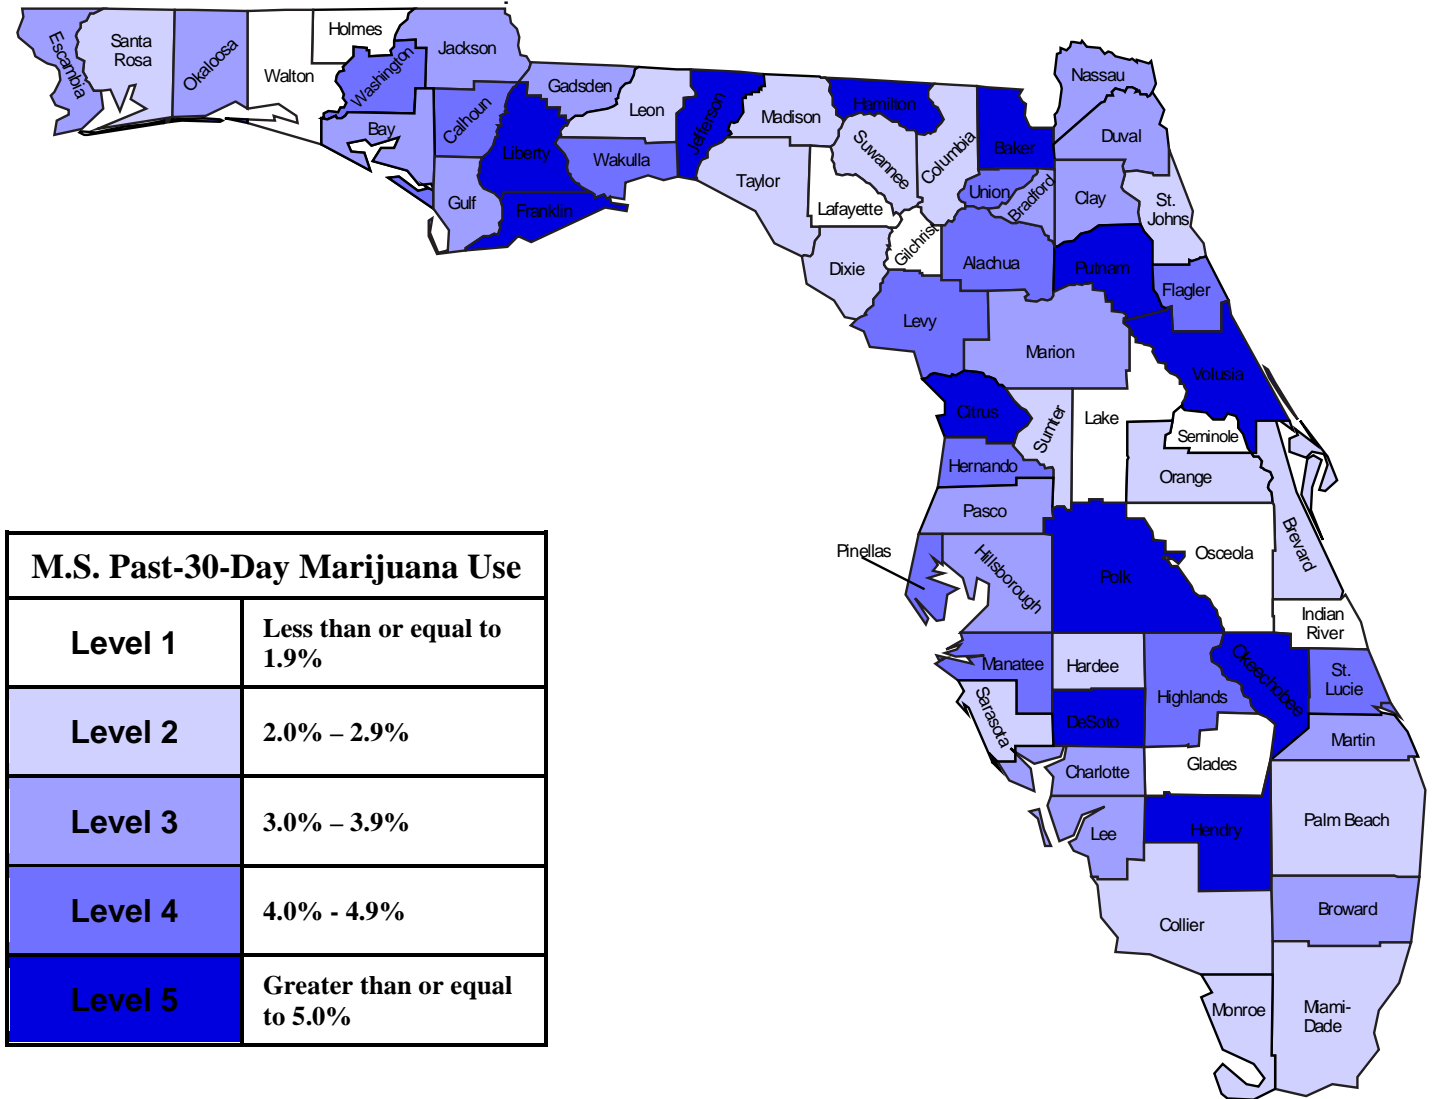 Escambia
Santa
Rosa
Okaloosa
Walton
Holmes
Washington
Jackson
Bay
Calhoun
Gulf
Liberty
Franklin
Gadsden
Leon
Wakulla
Jefferson
Madison
Taylor
Hamilton
Suwannee
Lafayette
Dixie
Columbia
Gilchrist
Baker
Union
Bradford
Alachua
Levy
Nassau
Duval
Clay
St.
Johns
Putnam
Flagler
Marion
Volusia
Citrus
Sumter
Lake
Seminole
Orange
Hernando
Pasco
Pinellas
Hillsborough
Polk
Osceola
Brevard
Indian
River
Manatee
Hardee
Highlands
Okeechobee
St.
Lucie
Sarasota
DeSoto
Martin
Charlotte
Glades
Lee
Hendry
Palm Beach
Collier
Broward
Monroe
Miami-
Dade
M.S. Past-30-Day Marijuana Use
Level 1
Less than or equal to
1.9%
Level 2
2.0% – 2.9%
Level 3
3.0% – 3.9%
Level 4
4.0% - 4.9%
Level 5
Greater than or equal
to 5.0%